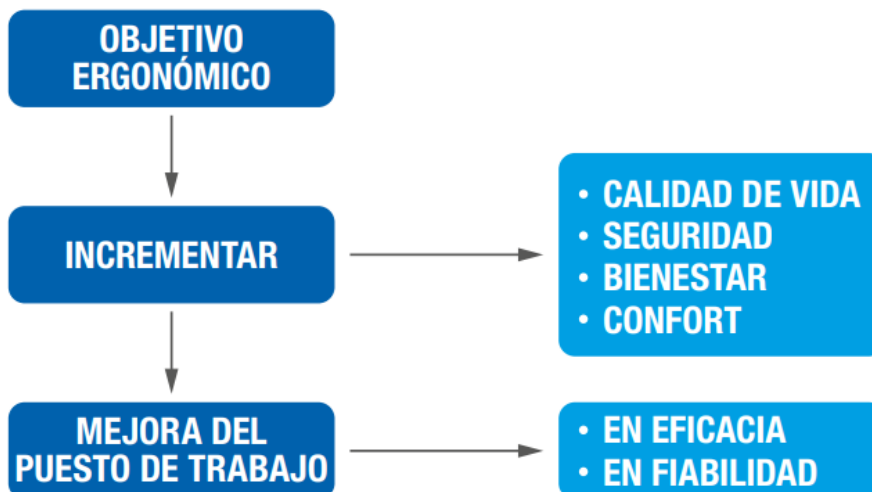 OBJETIVO
ERGONÓMICO
INCREMENTAR
• CALIDAD DE VIDA
• SEGURIDAD
• BIENESTAR
• CONFORT
MEJORA DEL
PUESTO DE TRABAJO
• EN EFICACIA
• EN FIABILIDAD